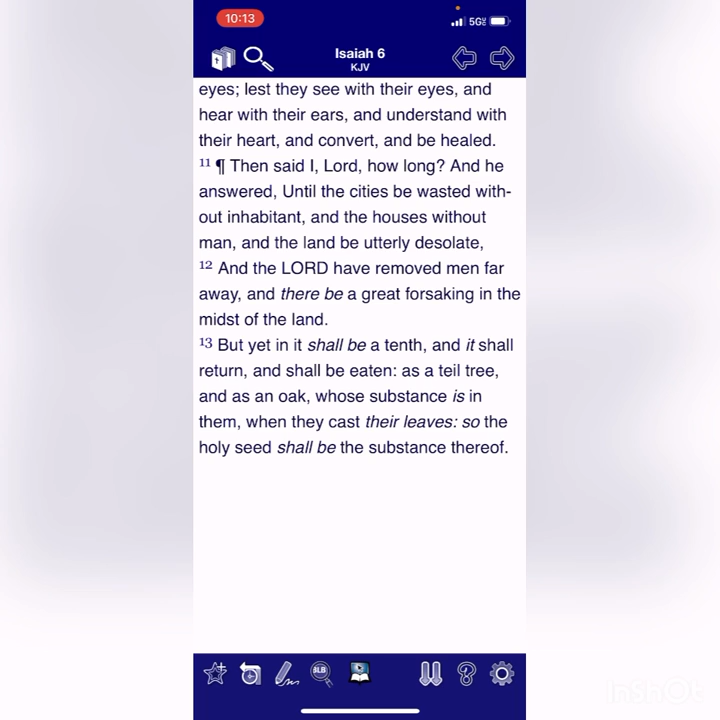 10:13
5G
Isaiah 6
KJV
eyes; lest they see with their eyes, and
hear with their ears, and understand with
their heart, and convert, and be healed.
11 ¶ Then said I, Lord, how long? And he
answered, Until the cities be wasted with-
out inhabitant, and the houses without
man, and the land be utterly desolate,
12 And the LORD have removed men far
away, and there be a great forsaking in the
midst of the land.
13 But yet in it shall be a tenth, and it shall
return, and shall be eaten: as a teil tree,
and as an oak, whose substance is in
them, when they cast their leaves: so the
holy seed shall be the substance thereof.
BLB
InShOt